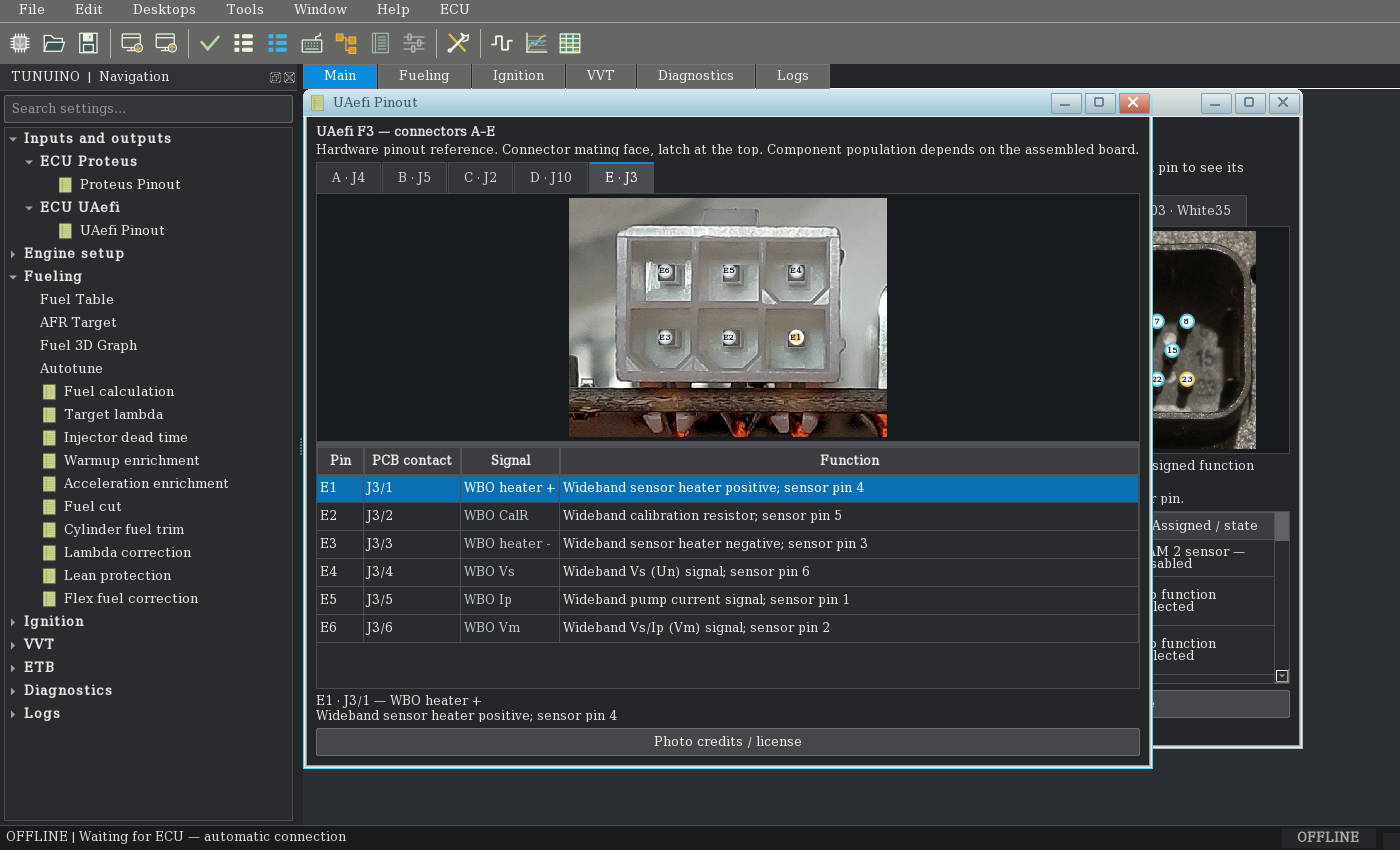 File Edit Desktops Tools Window Help ECU
TUNUINO | Navigation
Search settings...
Inputs and outputs
ECU Proteus
Proteus Pinout
ECU UAefi
UAefi Pinout
Engine setup
Fueling
Fuel Table
AFR Target
Fuel 3D Graph
Autotune
Fuel calculation
Target lambda
Injector dead time
Warmup enrichment
Acceleration enrichment
Fuel cut
Cylinder fuel trim
Lambda correction
Lean protection
Flex fuel correction
Ignition
VVT
ETB
Diagnostics
Logs
Main Fueling Ignition VVT Diagnostics Logs
UAefi Pinout
UAefi F3 — connectors A–E
Hardware pinout reference. Connector mating face, latch at the top. Component population depends on the assembled board.
A · J4 B · J5 C · J2 D · J10 E · J3
E6 E5 E4
E3 E2 E1
Pin PCB contact Signal Function
E1 J3/1 WBO heater + Wideband sensor heater positive; sensor pin 4
E2 J3/2 WBO CalR Wideband calibration resistor; sensor pin 5
E3 J3/3 WBO heater - Wideband sensor heater negative; sensor pin 3
E4 J3/4 WBO Vs Wideband Vs (Un) signal; sensor pin 6
E5 J3/5 WBO Ip Wideband pump current signal; sensor pin 1
E6 J3/6 WBO Vm Wideband Vs/Ip (Vm) signal; sensor pin 2
E1 · J3/1 — WBO heater +
Wideband sensor heater positive; sensor pin 4
Photo credits / license
pin to see its
03 · White35
7 8
15
22 23
signed function
r pin.
Assigned / state
AM 2 sensor —
sabled
o function
lected
o function
lected
OFFLINE | Waiting for ECU — automatic connection
OFFLINE